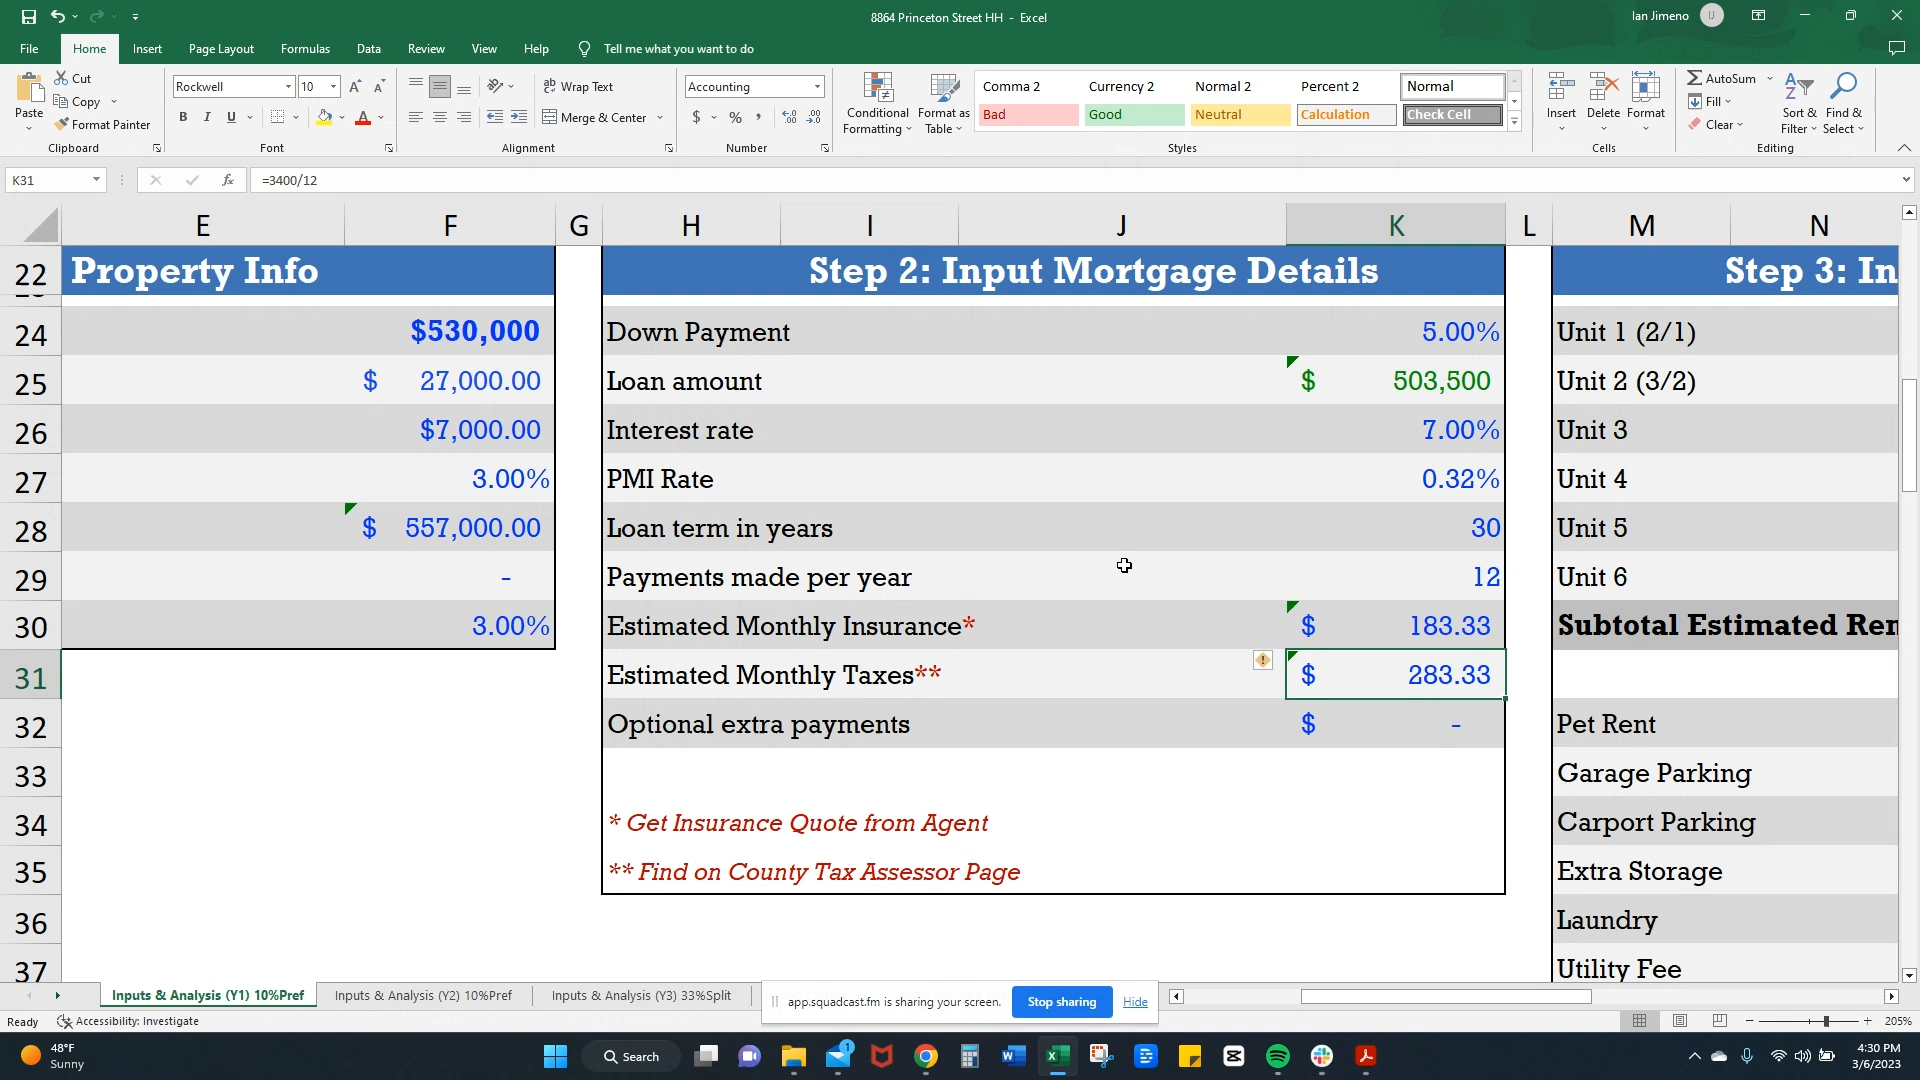 8864 Princeton Street HH - Excel
Ian Jimeno
IJ
File
Home
Insert
Page Layout
Formulas
Data
Review
View
Help
Tell me what you want to do
Paste
Cut
Copy
Format Painter
Clipboard
Rockwell
10
B I U
Font
Wrap Text
Merge & Center
Alignment
Accounting
$ % ,
Number
Conditional Formatting
Format as Table
Comma 2
Currency 2
Normal 2
Percent 2
Normal
Bad
Good
Neutral
Calculation
Check Cell
Styles
Insert
Delete
Format
Cells
AutoSum
Fill
Clear
Sort & Filter
Find & Select
Editing
K31
fx
=3400/12
E F G H I J K L M N
22 Property Info Step 2: Input Mortgage Details Step 3: In
24 $530,000 Down Payment 5.00% Unit 1 (2/1)
25 $ 27,000.00 Loan amount $ 503,500 Unit 2 (3/2)
26 $7,000.00 Interest rate 7.00% Unit 3
27 3.00% PMI Rate 0.32% Unit 4
28 $ 557,000.00 Loan term in years 30 Unit 5
29 - Payments made per year 12 Unit 6
30 3.00% Estimated Monthly Insurance* $ 183.33 Subtotal Estimated Ren
31 Estimated Monthly Taxes** $ 283.33
32 Optional extra payments $ - Pet Rent
33 Garage Parking
34 * Get Insurance Quote from Agent Carport Parking
35 ** Find on County Tax Assessor Page Extra Storage
36 Laundry
37 Utility Fee
Inputs & Analysis (Y1) 10%Pref
Inputs & Analysis (Y2) 10%Pref
Inputs & Analysis (Y3) 33%Split
app.squadcast.fm is sharing your screen.
Stop sharing
Hide
Ready
Accessibility: Investigate
205%
48°F
Sunny
Search
1
4:30 PM
3/6/2023